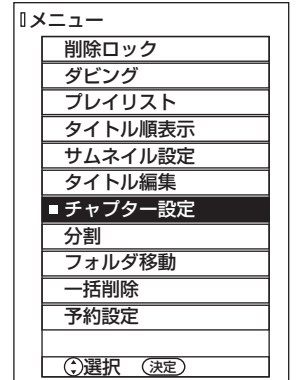 メニュー
削除ロック
ダビング
プレイリスト
タイトル順表示
サムネイル設定
タイトル編集
チャプター設定
分割
フォルダ移動
一括削除
予約設定
選択 決定